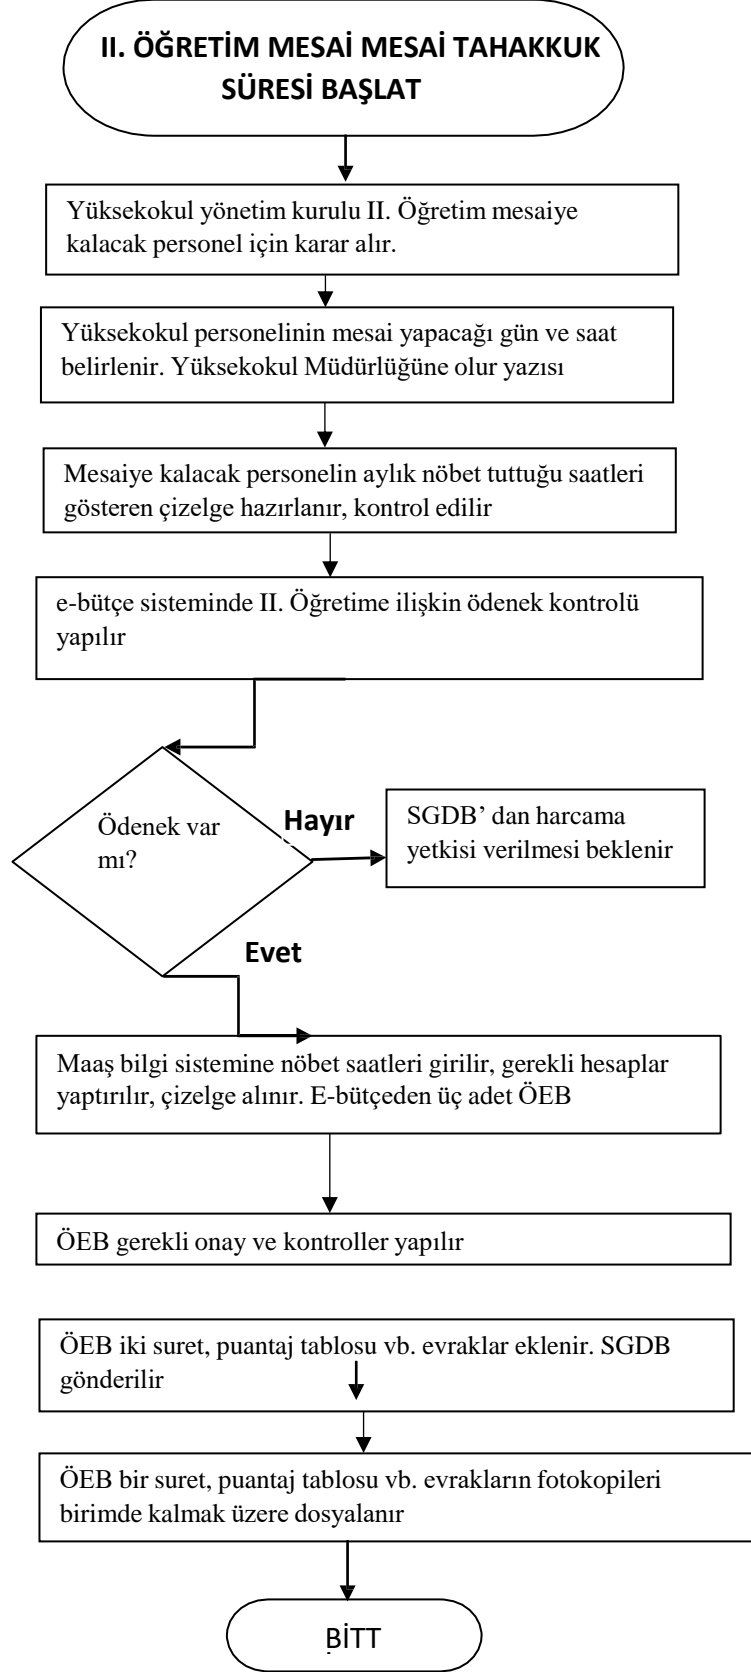 II. ÖĞRETİM MESAİ MESAİ TAHAKKUK
SÜRESİ BAŞLAT
Yüksekokul yönetim kurulu II. Öğretim mesaiye
kalacak personel için karar alır.
Yüksekokul personelinin mesai yapacağı gün ve saat
belirlenir. Yüksekokul Müdürlüğüne olur yazısı
Mesaiye kalacak personelin aylık nöbet tuttuğu saatleri
gösteren çizelge hazırlanır, kontrol edilir
e-bütçe sisteminde II. Öğretime ilişkin ödenek kontrolü
yapılır
Ödenek var
mı?
Hayır
SGDB’ dan harcama
yetkisi verilmesi beklenir
Evet
Maaş bilgi sistemine nöbet saatleri girilir, gerekli hesaplar
yaptırılır, çizelge alınır. E-bütçeden üç adet ÖEB
ÖEB gerekli onay ve kontroller yapılır
ÖEB iki suret, puantaj tablosu vb. evraklar eklenir. SGDB
gönderilir
ÖEB bir suret, puantaj tablosu vb. evrakların fotokopileri
birimde kalmak üzere dosyalanır
BİTT